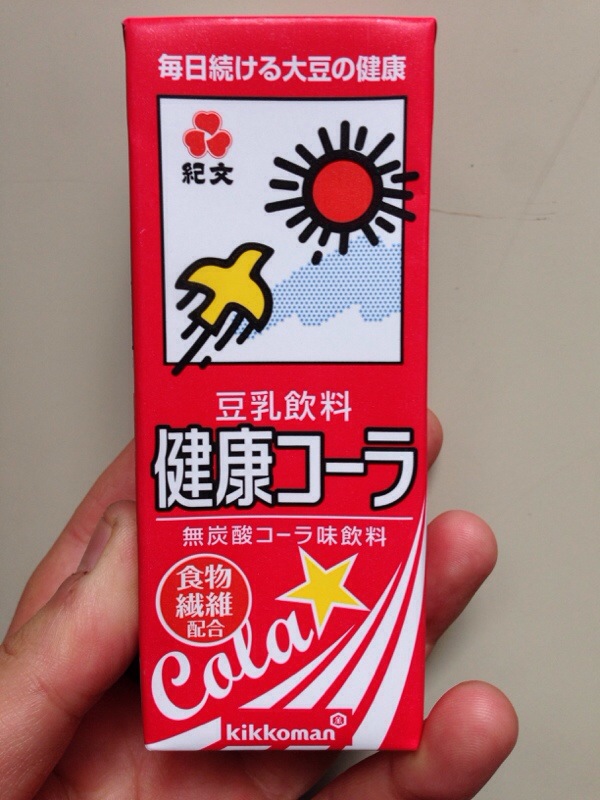 毎日続ける大豆の健康
紀文
豆乳飲料
健康コーラ
無炭酸コーラ味飲料
食物
繊維
配合
Cola
kikkoman